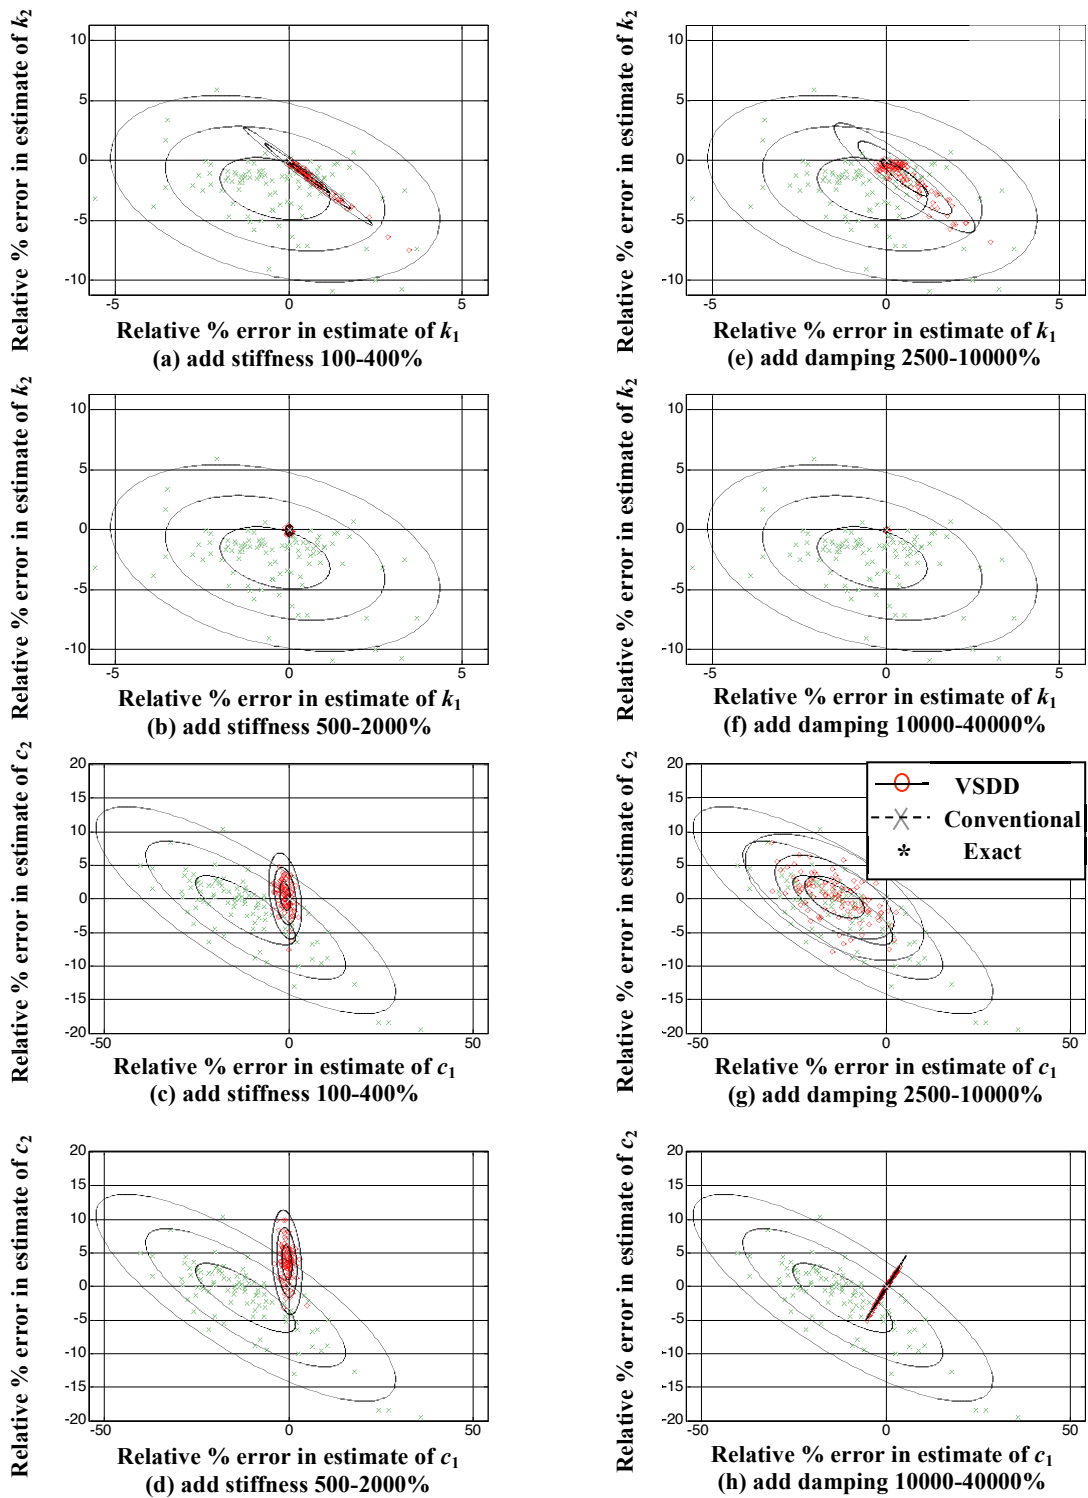 Relative % error in estimate of k2
10
5
0
-5
-10
-5
0
5
Relative % error in estimate of k1
(a) add stiffness 100-400%
Relative % error in estimate of k2
10
5
0
-5
-10
-5
0
5
Relative % error in estimate of k1
(e) add damping 2500-10000%
Relative % error in estimate of k2
10
5
0
-5
-10
-5
0
5
Relative % error in estimate of k1
(b) add stiffness 500-2000%
Relative % error in estimate of k2
10
5
0
-5
-10
-5
0
5
Relative % error in estimate of k1
(f) add damping 10000-40000%
Relative % error in estimate of c2
20
15
10
5
0
-5
-10
-15
-20
-50
0
50
Relative % error in estimate of c1
(c) add stiffness 100-400%
Relative % error in estimate of c2
20
15
10
5
0
-5
-10
-15
-20
-50
0
50
VSDD
Conventional
* Exact
Relative % error in estimate of c1
(g) add damping 2500-10000%
Relative % error in estimate of c2
20
15
10
5
0
-5
-10
-15
-20
-50
0
50
Relative % error in estimate of c1
(d) add stiffness 500-2000%
Relative % error in estimate of c2
20
15
10
5
0
-5
-10
-15
-20
-50
0
50
Relative % error in estimate of c1
(h) add damping 10000-40000%